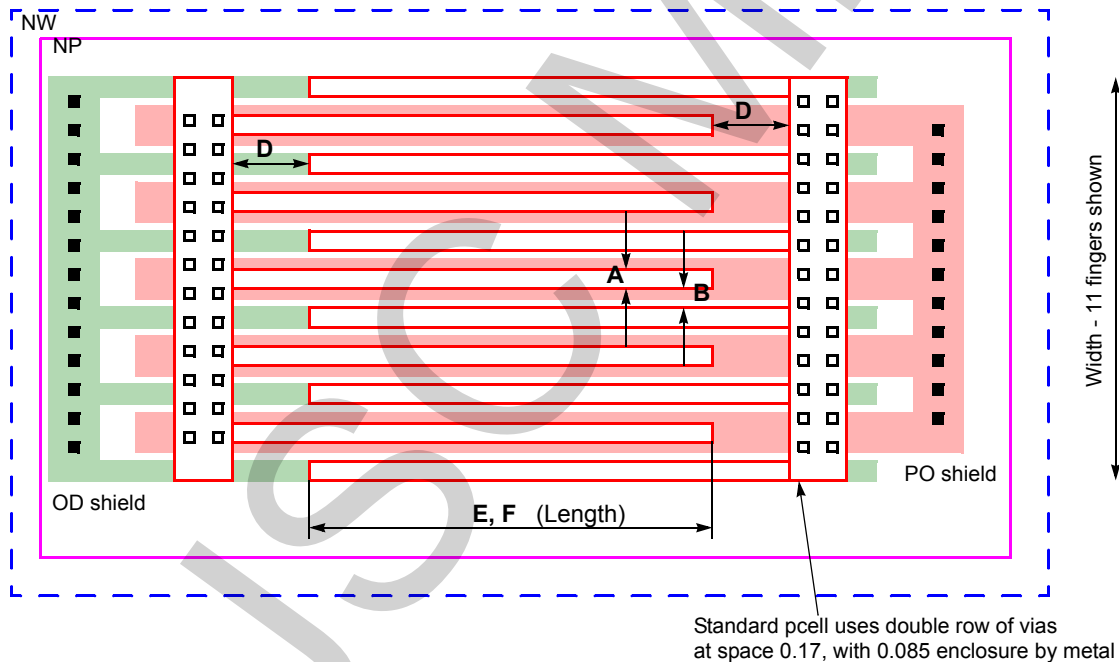 NW
NP
D
D
A
B
Width - 11 fingers shown
OD shield
PO shield
E, F (Length)
Standard pcell uses double row of vias
at space 0.17, with 0.085 enclosure by metal